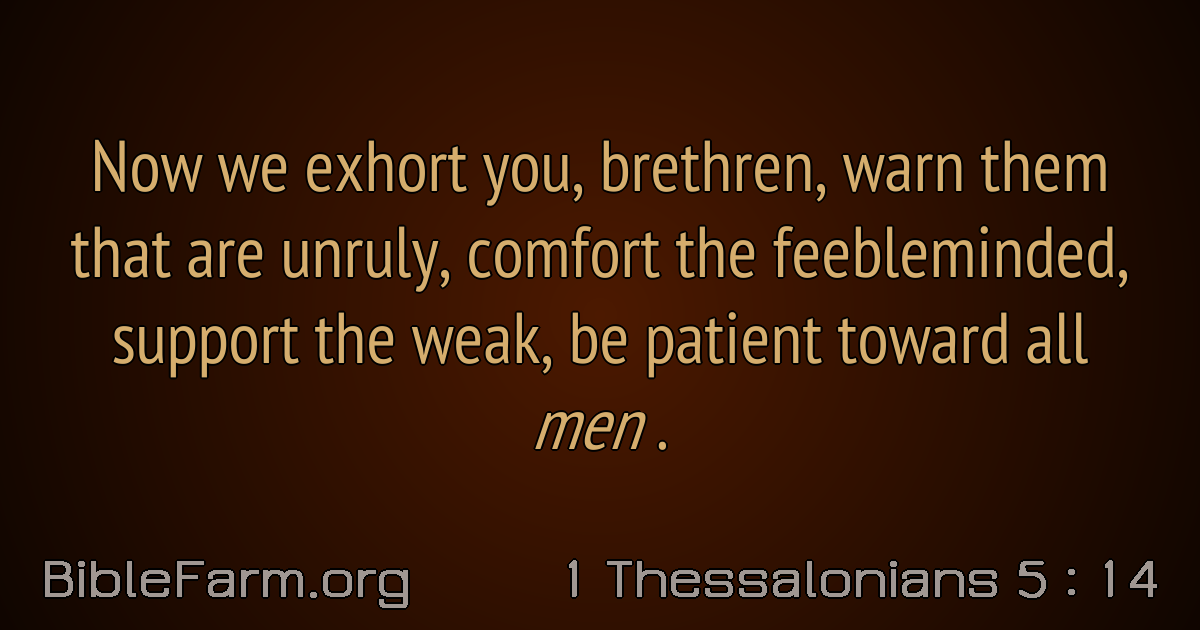 Now we exhort you, brethren, warn them
that are unruly, comfort the feebleminded,
support the weak, be patient toward all
men .
BibleFarm.org
1 Thessalonians 5 : 14